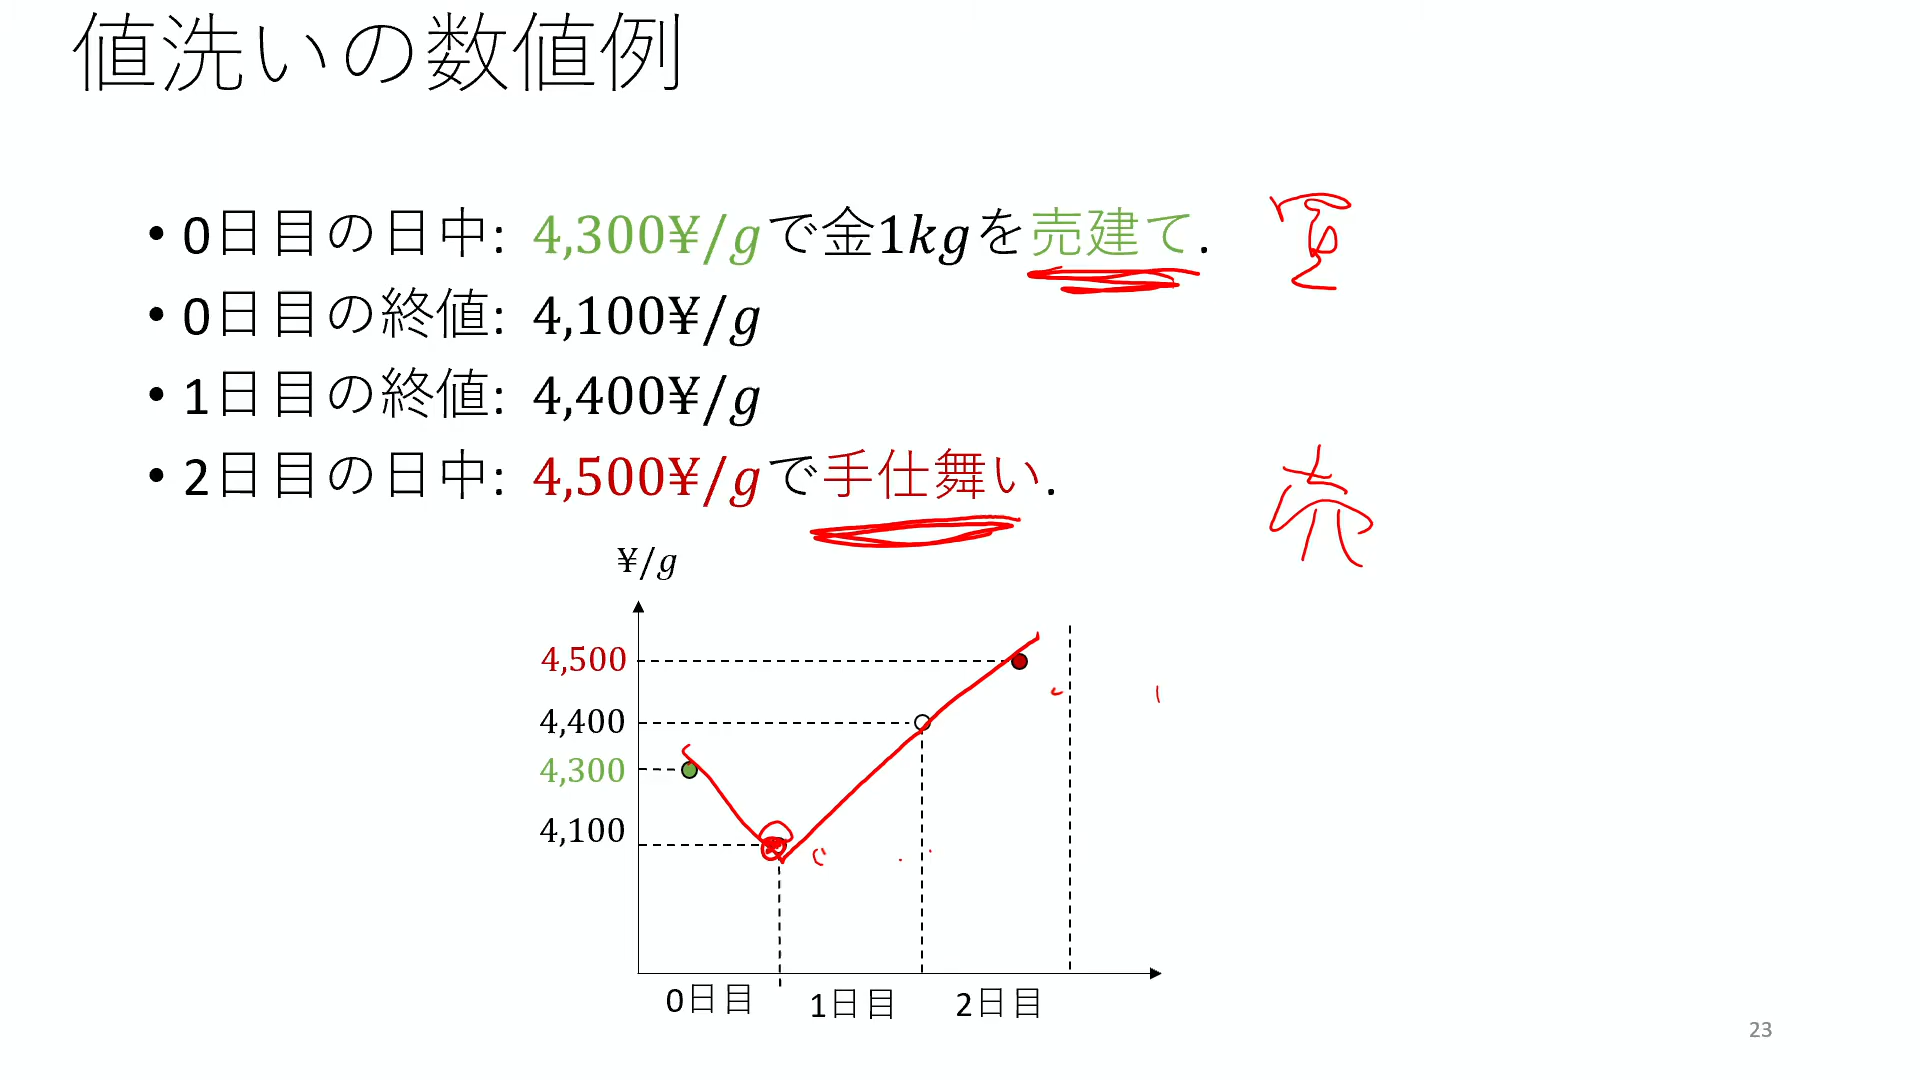 値洗いの数値例
• 0日目の日中: 4,300¥/gで金1kgを売建て.
• 0日目の終値: 4,100¥/g
• 1日目の終値: 4,400¥/g
• 2日目の日中: 4,500¥/gで手仕舞い.
売
¥/g
4,500
4,400
4,300
4,100
0日目
1日目
2日目
23